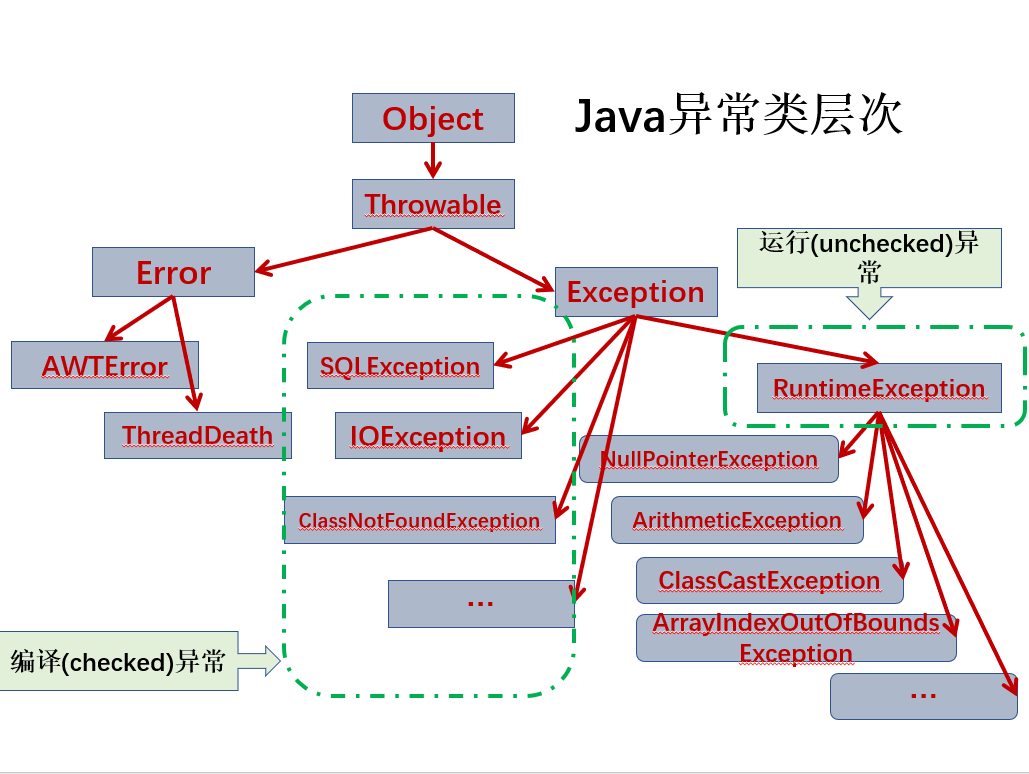 Object
Java异常类层次
Throwable
运行(unchecked)异
常
Error
Exception
AWTError
SQLException
RuntimeException
ThreadDeath
IOException
NullPointerException
ClassNotFoundException
ArithmeticException
ClassCastException
...
ArrayIndexOutOfBounds
Exception
编译(checked)异常
...